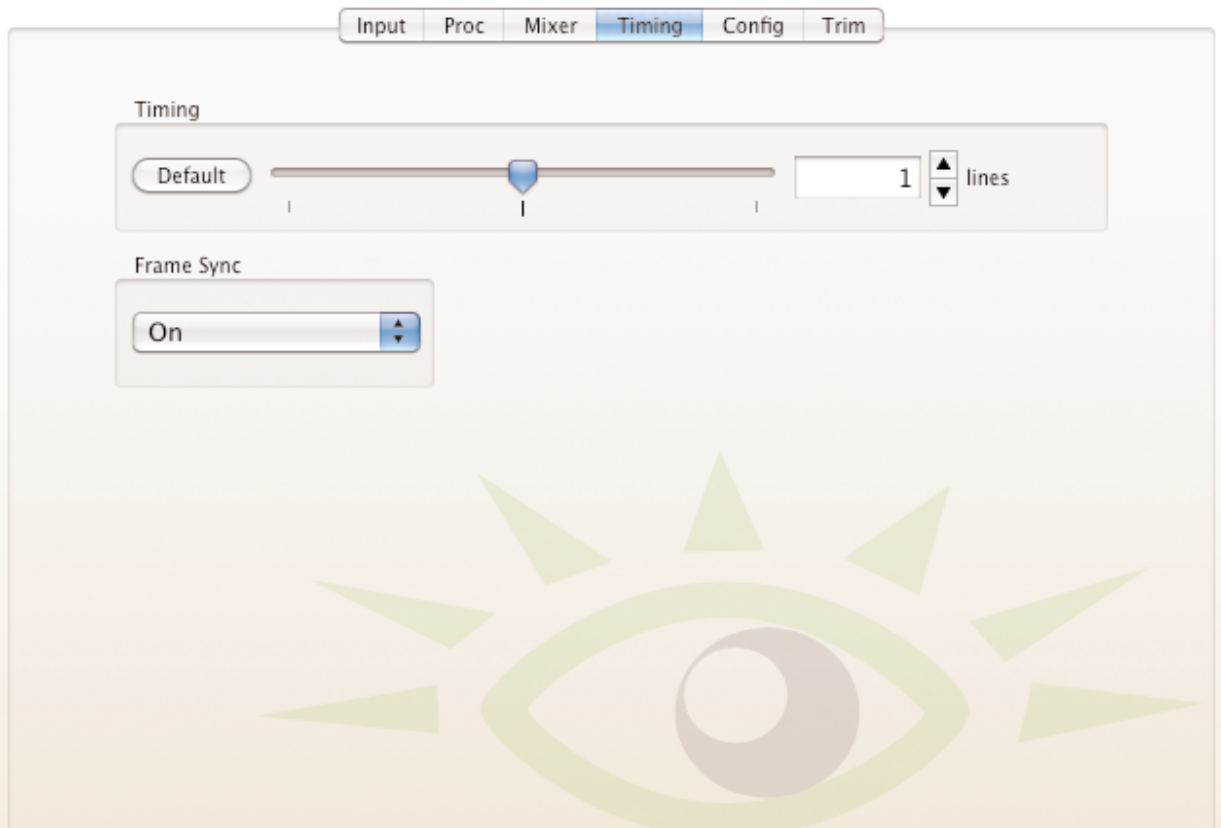 Input Proc Mixer Timing Config Trim
Timing
Default 1 lines
Frame Sync
On